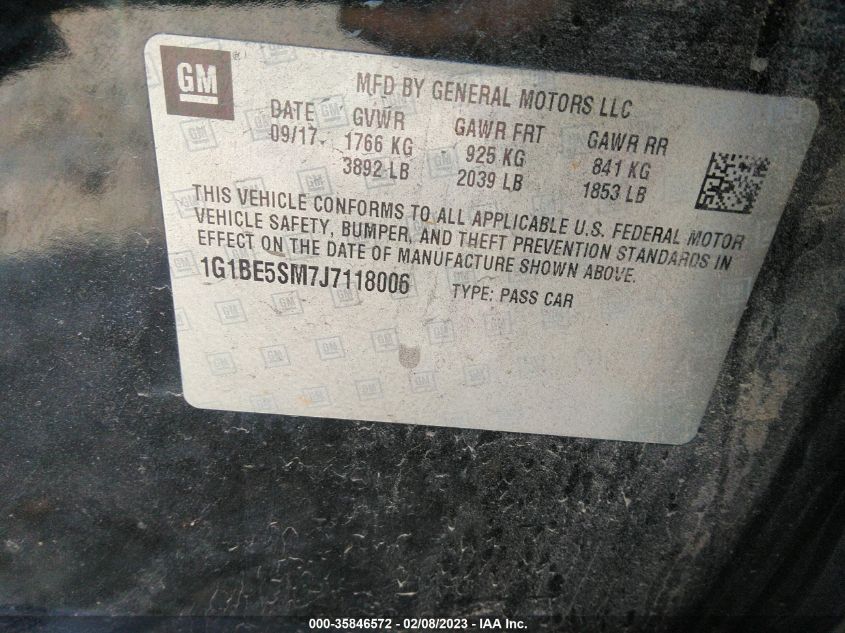 GM
MFD BY GENERAL MOTORS LLC
DATE GVWR GAWR FRT GAWR RR
09/17 1766 KG 925 KG 841 KG
3892 LB 2039 LB 1853 LB
THIS VEHICLE CONFORMS TO ALL APPLICABLE U.S. FEDERAL MOTOR
VEHICLE SAFETY, BUMPER, AND THEFT PREVENTION STANDARDS IN
EFFECT ON THE DATE OF MANUFACTURE SHOWN ABOVE.
1G1BE5SM7J7118006 TYPE: PASS CAR
000-35846572 - 02/08/2023 - IAA Inc.